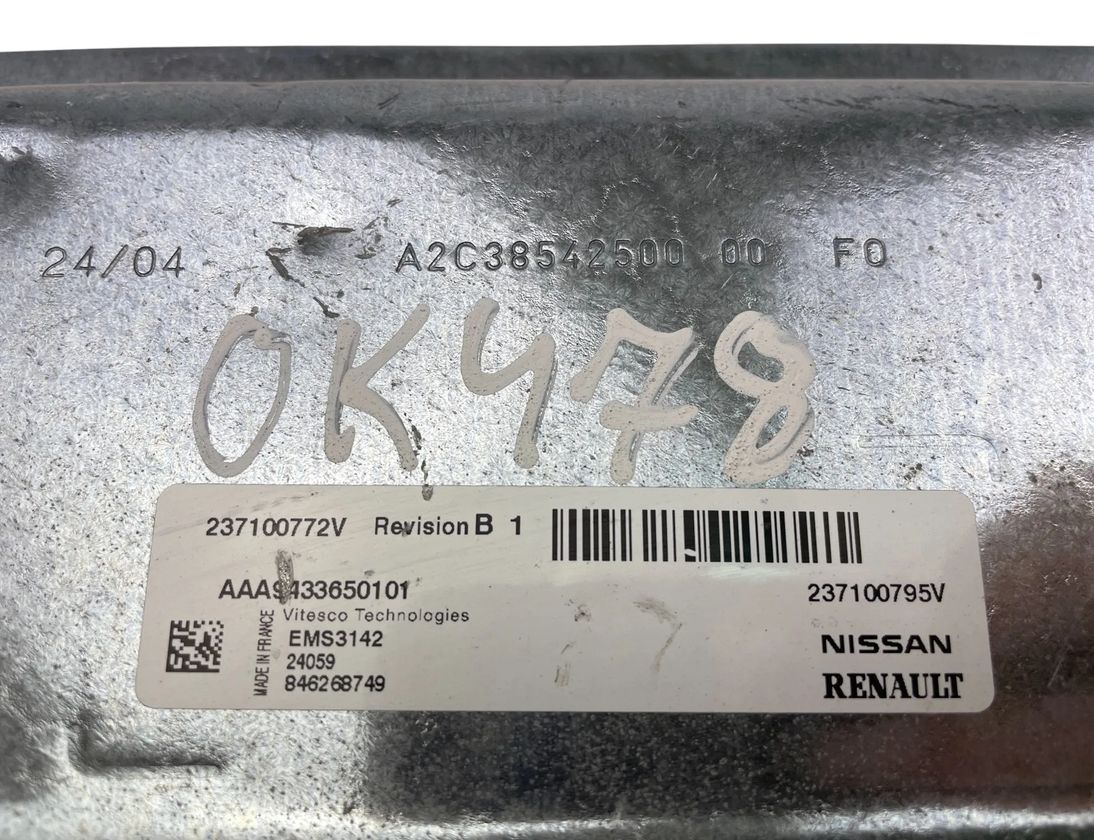 24/04 A2C38542500 00 F0
OK478
237100772V Revision B 1
AAA9433650101 237100795V
Vitesco Technologies
MADE IN FRANCE
EMS3142
24059
846268749
NISSAN
RENAULT